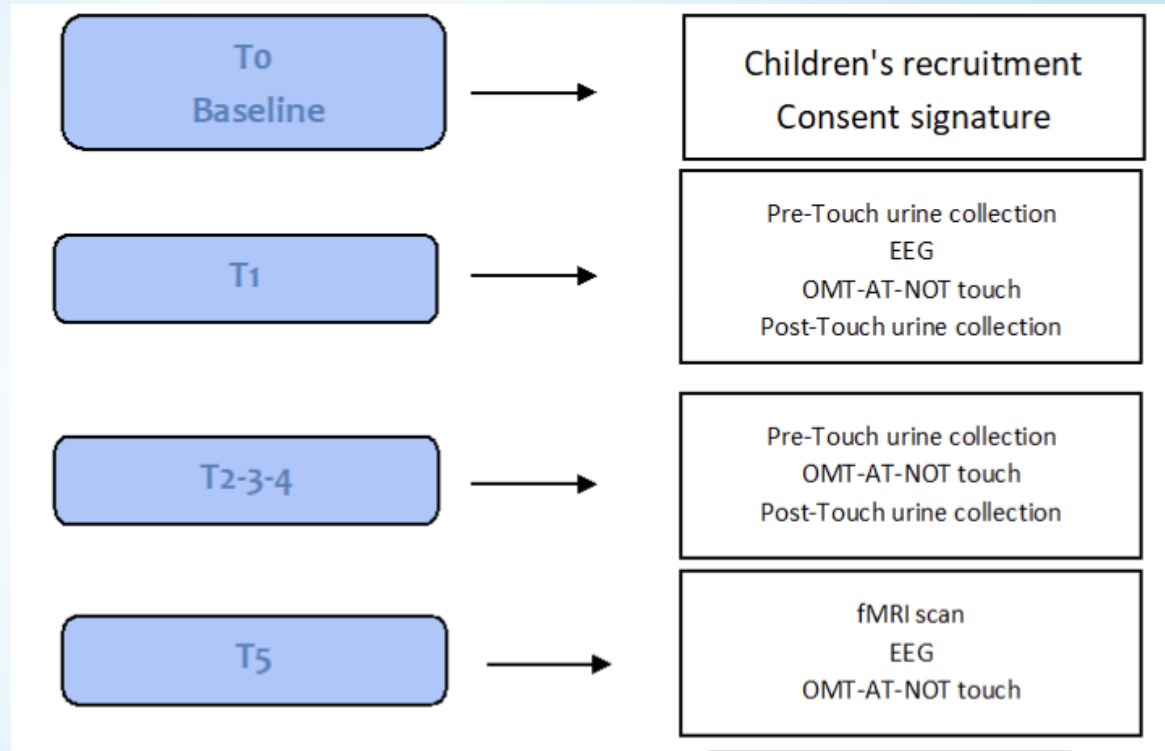 T0
Baseline
Children's recruitment
Consent signature
T1
Pre-Touch urine collection
EEG
OMT-AT-NOT touch
Post-Touch urine collection
T2-3-4
Pre-Touch urine collection
OMT-AT-NOT touch
Post-Touch urine collection
T5
fMRI scan
EEG
OMT-AT-NOT touch